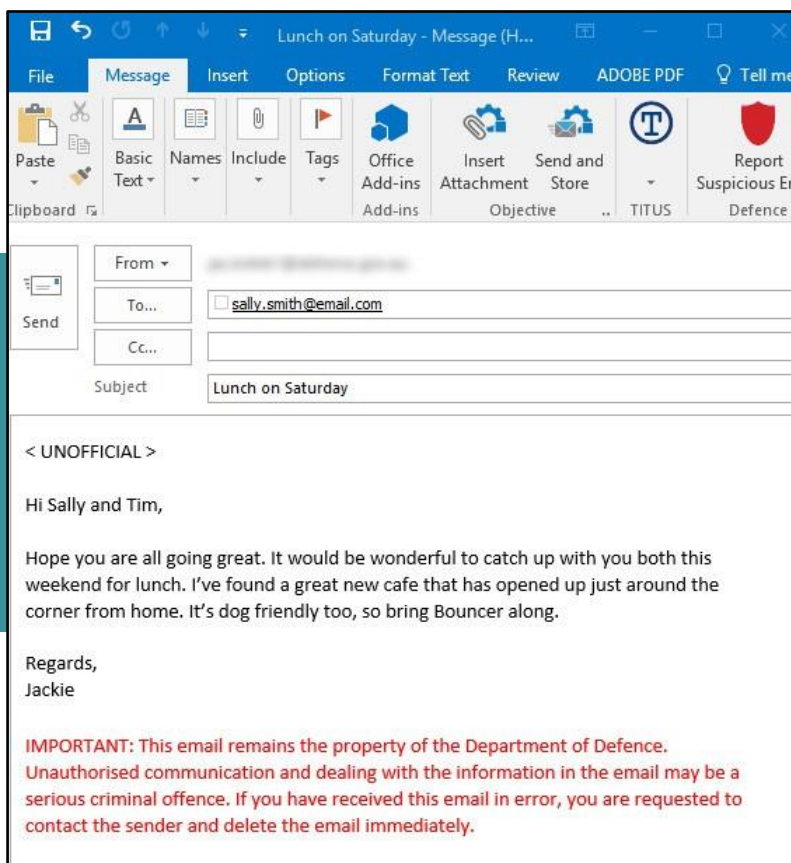 Lunch on Saturday - Message (H...
File Message Insert Options Format Text Review ADOBE PDF Tell me
Paste Basic Text Names Include Tags Office Add-ins Insert Attachment Send and Store Report Suspicious Er
Clipboard Add-ins Objective .. TITUS Defence
From
To... sally.smith@email.com
Send
Cc...
Subject Lunch on Saturday
< UNOFFICIAL >
Hi Sally and Tim,
Hope you are all going great. It would be wonderful to catch up with you both this
weekend for lunch. I've found a great new cafe that has opened up just around the
corner from home. It's dog friendly too, so bring Bouncer along.
Regards,
Jackie
IMPORTANT: This email remains the property of the Department of Defence.
Unauthorised communication and dealing with the information in the email may be a
serious criminal offence. If you have received this email in error, you are requested to
contact the sender and delete the email immediately.